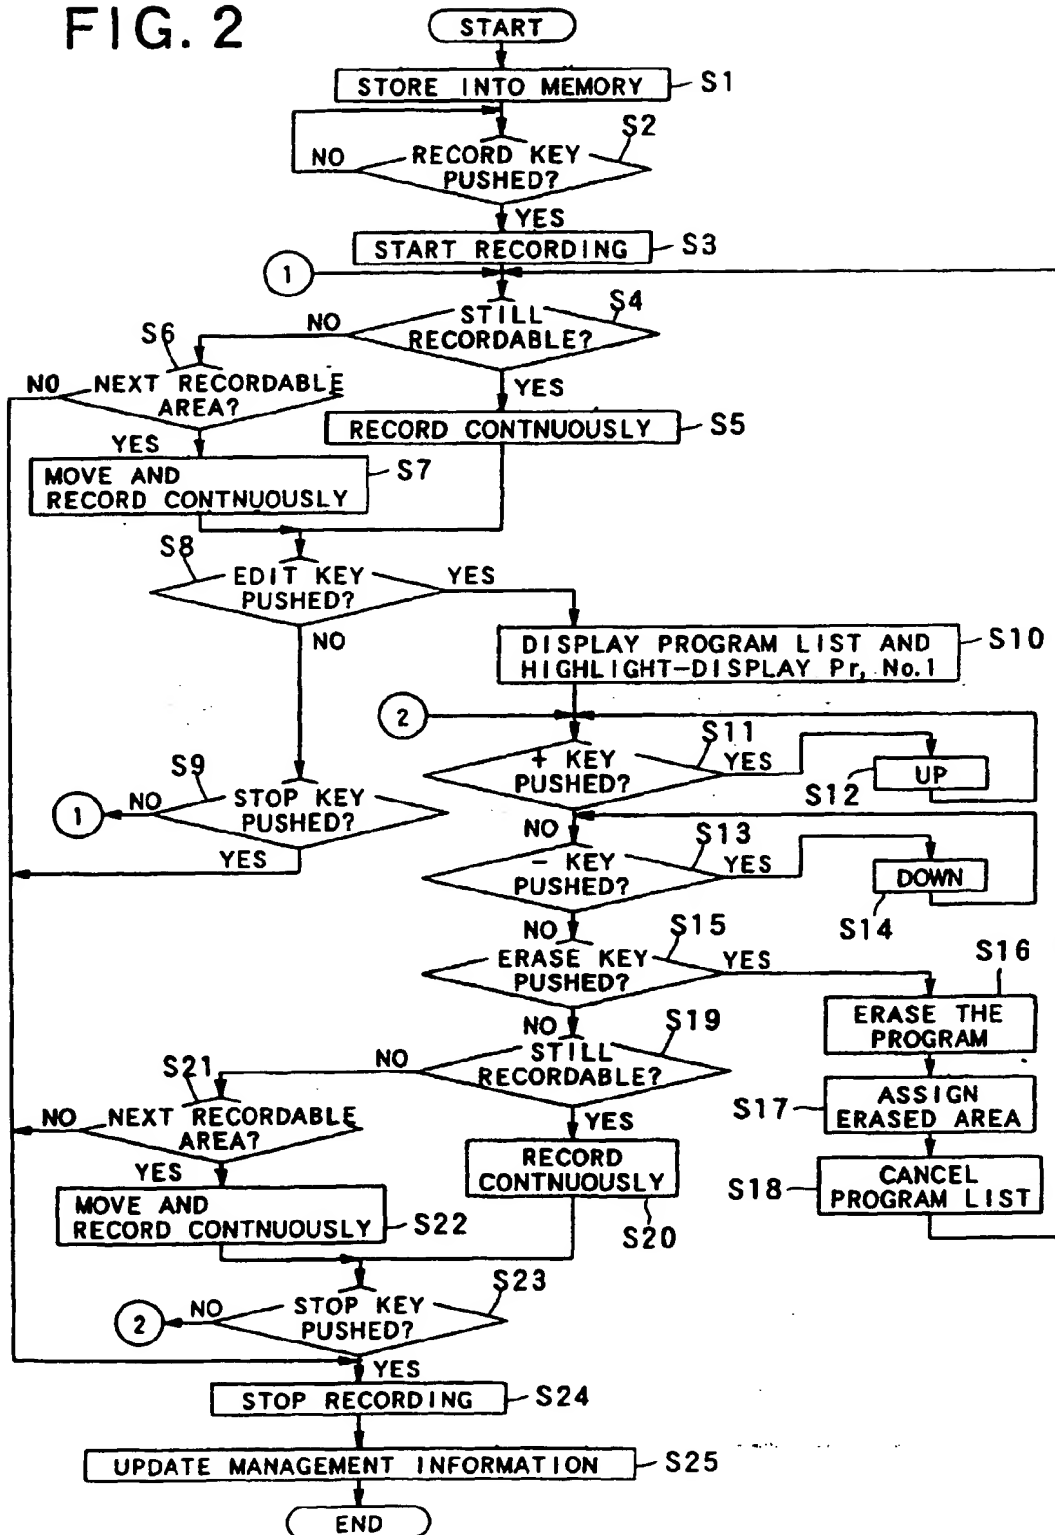 FIG. 2
START
STORE INTO MEMORY
S1
S2
RECORD KEY
PUSHED?
NO
YES
START RECORDING
S3
1
S4
STILL
RECORDABLE?
NO
YES
S6
NEXT RECORDABLE
AREA?
NO
YES
RECORD CONTNUOUSLY
S5
MOVE AND
RECORD CONTNUOUSLY
S7
S8
EDIT KEY
PUSHED?
YES
NO
DISPLAY PROGRAM LIST AND
HIGHLIGHT-DISPLAY Pr, No.1
S10
2
S11
+ KEY
PUSHED?
YES
UP
S12
NO
S9
STOP KEY
PUSHED?
NO
1
YES
S13
- KEY
PUSHED?
YES
DOWN
S14
NO
S15
ERASE KEY
PUSHED?
YES
S16
ERASE THE
PROGRAM
NO
S19
STILL
RECORDABLE?
NO
YES
S17
ASSIGN
ERASED AREA
S18
CANCEL
PROGRAM LIST
S21
NEXT RECORDABLE
AREA?
NO
YES
RECORD
CONTNUOUSLY
S20
MOVE AND
RECORD CONTNUOUSLY
S22
S23
STOP KEY
PUSHED?
NO
2
YES
STOP RECORDING
S24
UPDATE MANAGEMENT INFORMATION
S25
END